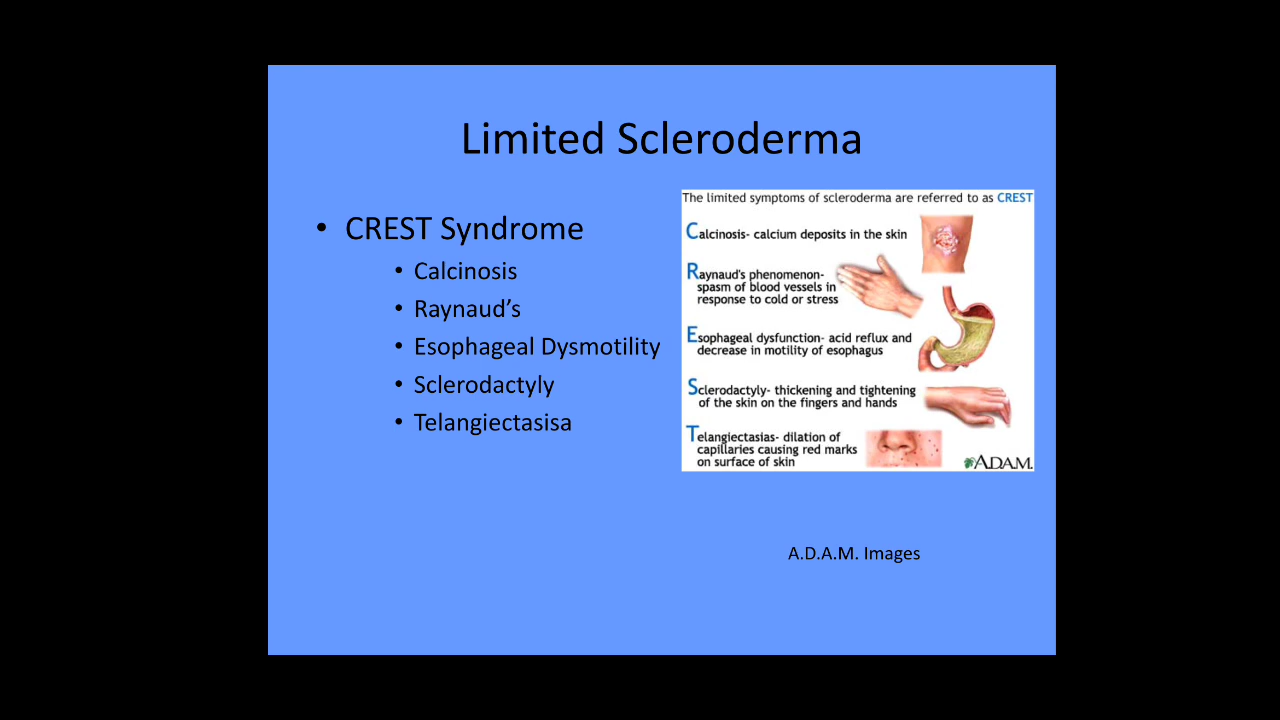 Limited Scleroderma
• CREST Syndrome
• Calcinosis
• Raynaud’s
• Esophageal Dysmotility
• Sclerodactyly
• Telangiectasisa
The limited symptoms of scleroderma are referred to as CREST
Calcinosis- calcium deposits in the skin
Raynaud's phenomenon-
spasm of blood vessels in
response to cold or stress
Esophageal dysfunction- acid reflux and
decrease in motility of esophagus
Sclerodactyly- thickening and tightening
of the skin on the fingers and hands
Telangiectasias- dilation of
capillaries causing red marks
on surface of skin
A.D.A.M.
A.D.A.M. Images